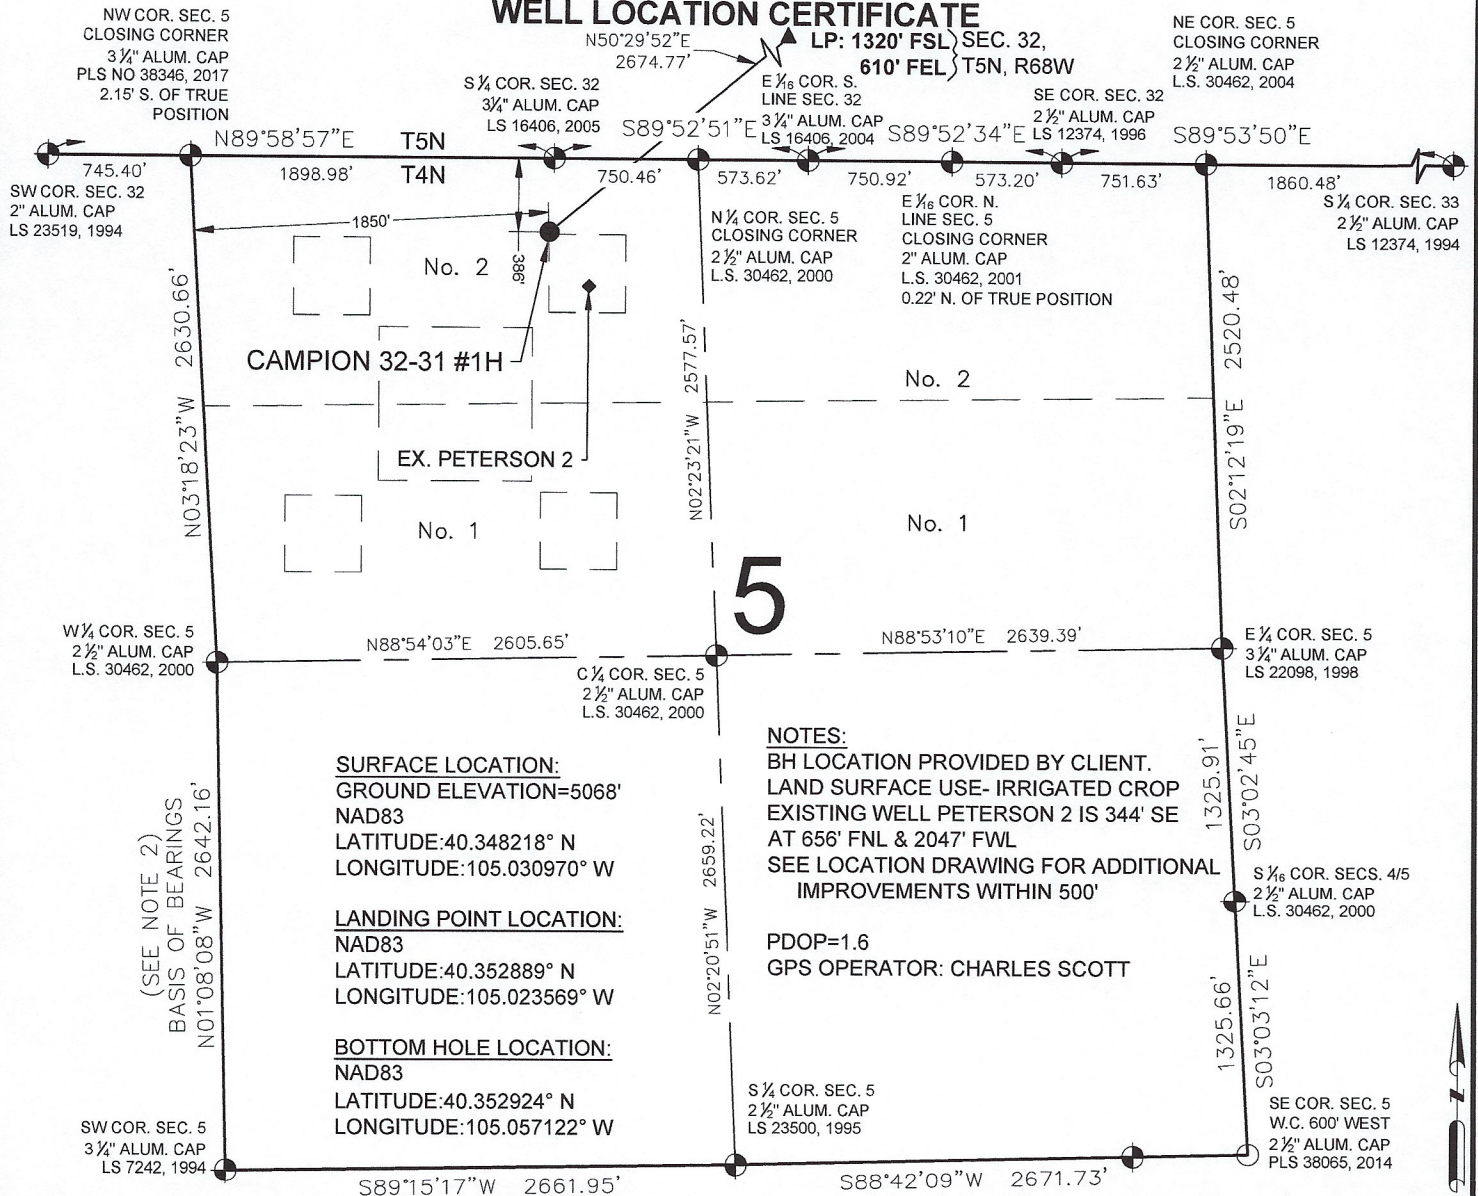 WELL LOCATION CERTIFICATE
NW COR. SEC. 5
CLOSING CORNER
3 ¼" ALUM. CAP
PLS NO 38346, 2017
2.15' S. OF TRUE
POSITION
N50°29'52"E
2674.77'
LP: 1320' FSL
610' FEL
SEC. 32,
T5N, R68W
NE COR. SEC. 5
CLOSING CORNER
2 ½" ALUM. CAP
L.S. 30462, 2004
S ¼ COR. SEC. 32
3¼" ALUM. CAP
LS 16406, 2005
E 1⁄16 COR. S.
LINE SEC. 32
3 ¼" ALUM. CAP
LS 16406, 2004
SE COR. SEC. 32
2 ½" ALUM. CAP
LS 12374, 1996
N89°58'57"E
T5N
S89°52'51"E
S89°52'34"E
S89°53'50"E
745.40'
1898.98'
T4N
750.46'
573.62'
750.92'
573.20'
751.63'
1860.48'
SW COR. SEC. 32
2" ALUM. CAP
LS 23519, 1994
S ¼ COR. SEC. 33
2 ½" ALUM. CAP
LS 12374, 1994
N ¼ COR. SEC. 5
CLOSING CORNER
2 ½" ALUM. CAP
L.S. 30462, 2000
E 1⁄16 COR. N.
LINE SEC. 5
CLOSING CORNER
2" ALUM. CAP
L.S. 30462, 2001
0.22' N. OF TRUE POSITION
1850'
386'
No. 2
CAMPION 32-31 #1H
EX. PETERSON 2
No. 1
No. 2
No. 1
N03°18'23"W 2630.66'
N02°23'21"W 2577.57'
S02°12'19"E 2520.48'
5
W ¼ COR. SEC. 5
2 ½" ALUM. CAP
L.S. 30462, 2000
N88°54'03"E 2605.65'
N88°53'10"E 2639.39'
E ¼ COR. SEC. 5
3 ¼" ALUM. CAP
LS 22098, 1998
C ¼ COR. SEC. 5
2 ½" ALUM. CAP
L.S. 30462, 2000
SURFACE LOCATION:
GROUND ELEVATION=5068'
NAD83
LATITUDE:40.348218° N
LONGITUDE:105.030970° W
LANDING POINT LOCATION:
NAD83
LATITUDE:40.352889° N
LONGITUDE:105.023569° W
BOTTOM HOLE LOCATION:
NAD83
LATITUDE:40.352924° N
LONGITUDE:105.057122° W
NOTES:
BH LOCATION PROVIDED BY CLIENT.
LAND SURFACE USE- IRRIGATED CROP
EXISTING WELL PETERSON 2 IS 344' SE
AT 656' FNL & 2047' FWL
SEE LOCATION DRAWING FOR ADDITIONAL
IMPROVEMENTS WITHIN 500'
PDOP=1.6
GPS OPERATOR: CHARLES SCOTT
(SEE NOTE 2)
BASIS OF BEARINGS
N01°08'08"W 2642.16'
N02°20'51"W 2659.22'
1325.91'
S03°02'45"E
S 1⁄16 COR. SECS. 4/5
2 ½" ALUM. CAP
L.S. 30462, 2000
1325.66'
S03°03'12"E
N
SW COR. SEC. 5
3 ¼" ALUM. CAP
LS 7242, 1994
S ¼ COR. SEC. 5
2 ½" ALUM. CAP
LS 23500, 1995
SE COR. SEC. 5
W.C. 600' WEST
2 ½" ALUM. CAP
PLS 38065, 2014
S89°15'17"W 2661.95'
S88°42'09"W 2671.73'